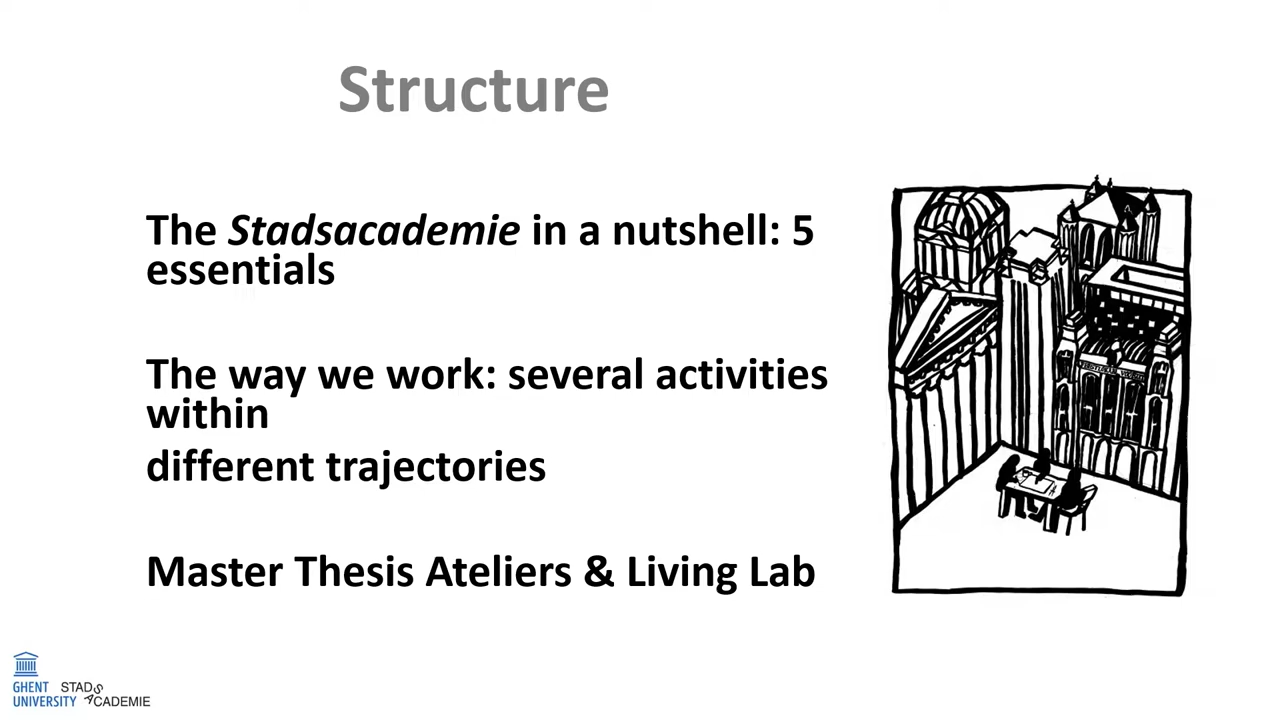 Structure
The Stadsacademie in a nutshell: 5
essentials
The way we work: several activities
within
different trajectories
Master Thesis Ateliers & Living Lab
GHENT
UNIVERSITY
STADS
ACADEMIE